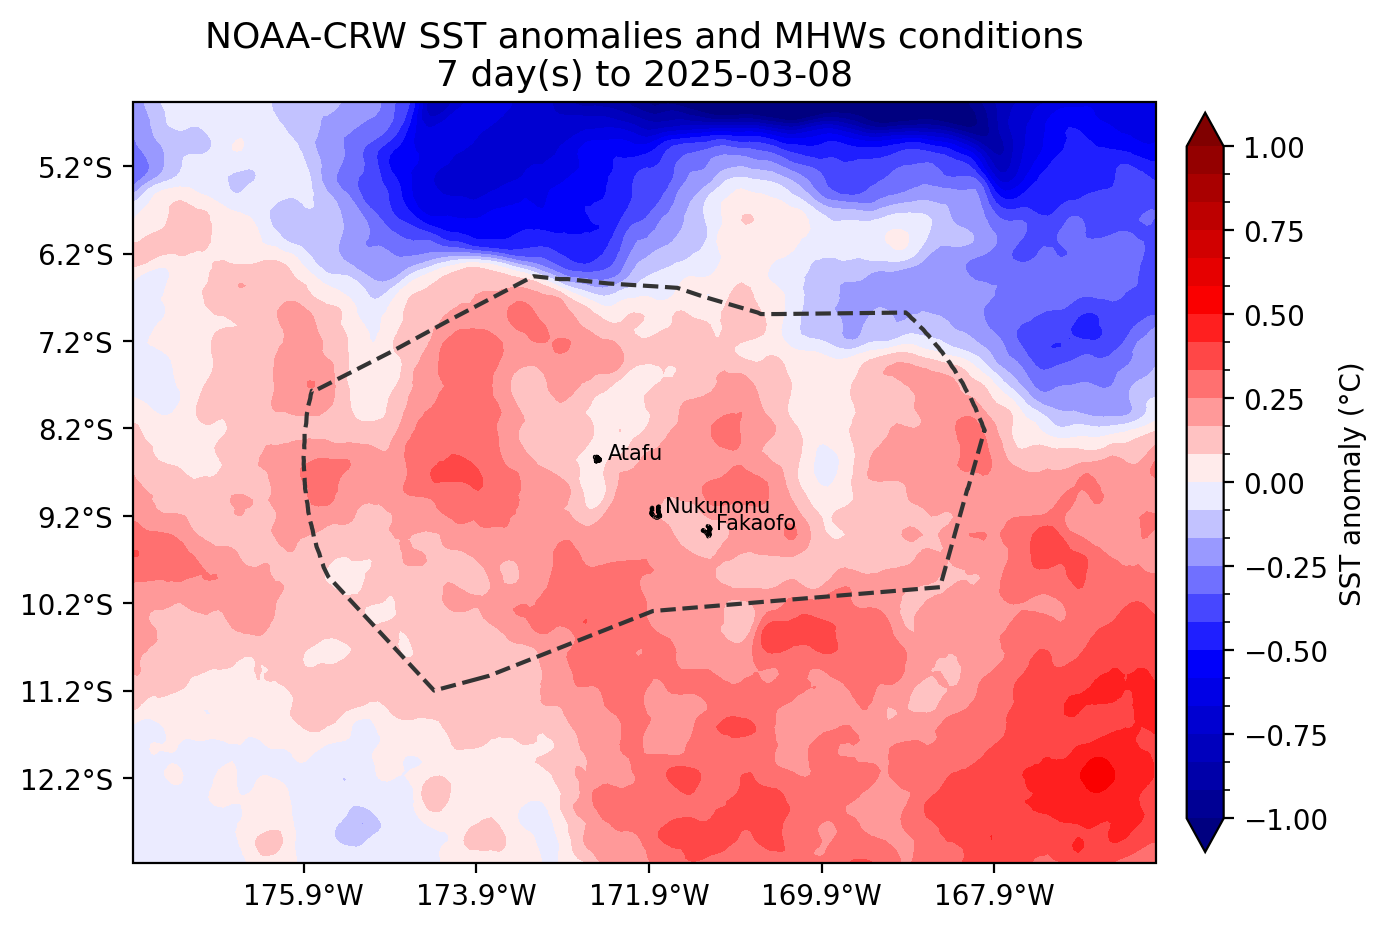 NOAA-CRW SST anomalies and MHWs conditions
7 day(s) to 2025-03-08
5.2°S
6.2°S
7.2°S
8.2°S
9.2°S
10.2°S
11.2°S
12.2°S
Atafu
Nukunonu
Fakaofo
175.9°W
173.9°W
171.9°W
169.9°W
167.9°W
1.00
0.75
0.50
0.25
0.00
−0.25
−0.50
−0.75
−1.00
SST anomaly (°C)